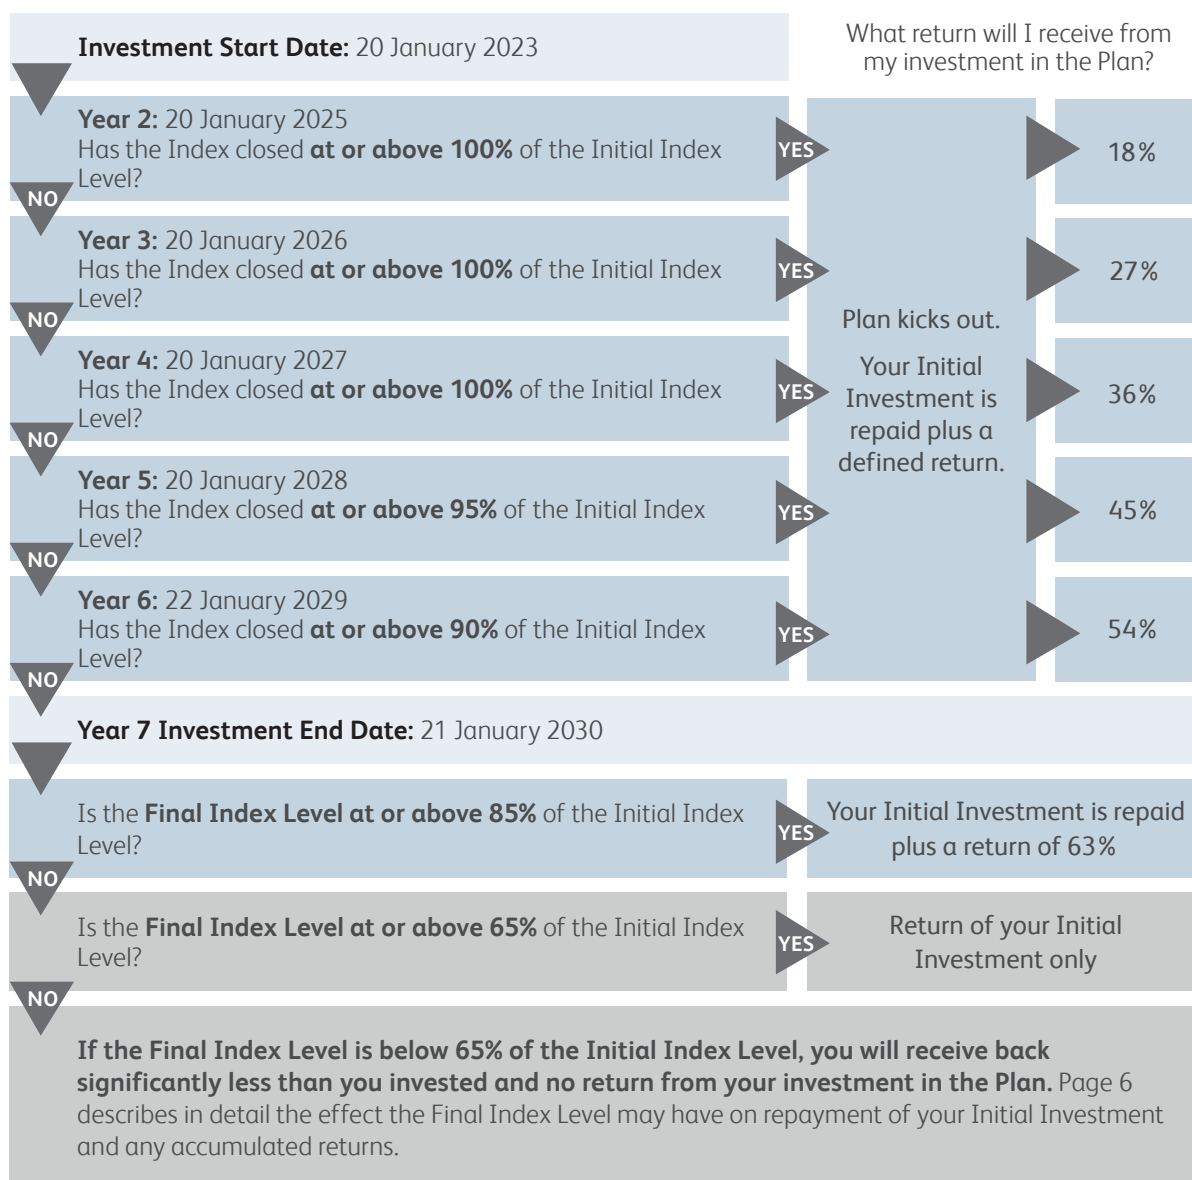 Investment Start Date: 20 January 2023
What return will I receive from
my investment in the Plan?
Year 2: 20 January 2025
Has the Index closed at or above 100% of the Initial Index
Level?
YES
18%
NO
Year 3: 20 January 2026
Has the Index closed at or above 100% of the Initial Index
Level?
YES
27%
NO
Year 4: 20 January 2027
Has the Index closed at or above 100% of the Initial Index
Level?
YES
36%
NO
Year 5: 20 January 2028
Has the Index closed at or above 95% of the Initial Index
Level?
YES
45%
NO
Year 6: 22 January 2029
Has the Index closed at or above 90% of the Initial Index
Level?
YES
54%
NO
Plan kicks out.
Your Initial
Investment is
repaid plus a
defined return.
Year 7 Investment End Date: 21 January 2030
Is the Final Index Level at or above 85% of the Initial Index
Level?
YES
Your Initial Investment is repaid
plus a return of 63%
NO
Is the Final Index Level at or above 65% of the Initial Index
Level?
YES
Return of your Initial
Investment only
NO
If the Final Index Level is below 65% of the Initial Index Level, you will receive back
significantly less than you invested and no return from your investment in the Plan. Page 6
describes in detail the effect the Final Index Level may have on repayment of your Initial Investment
and any accumulated returns.